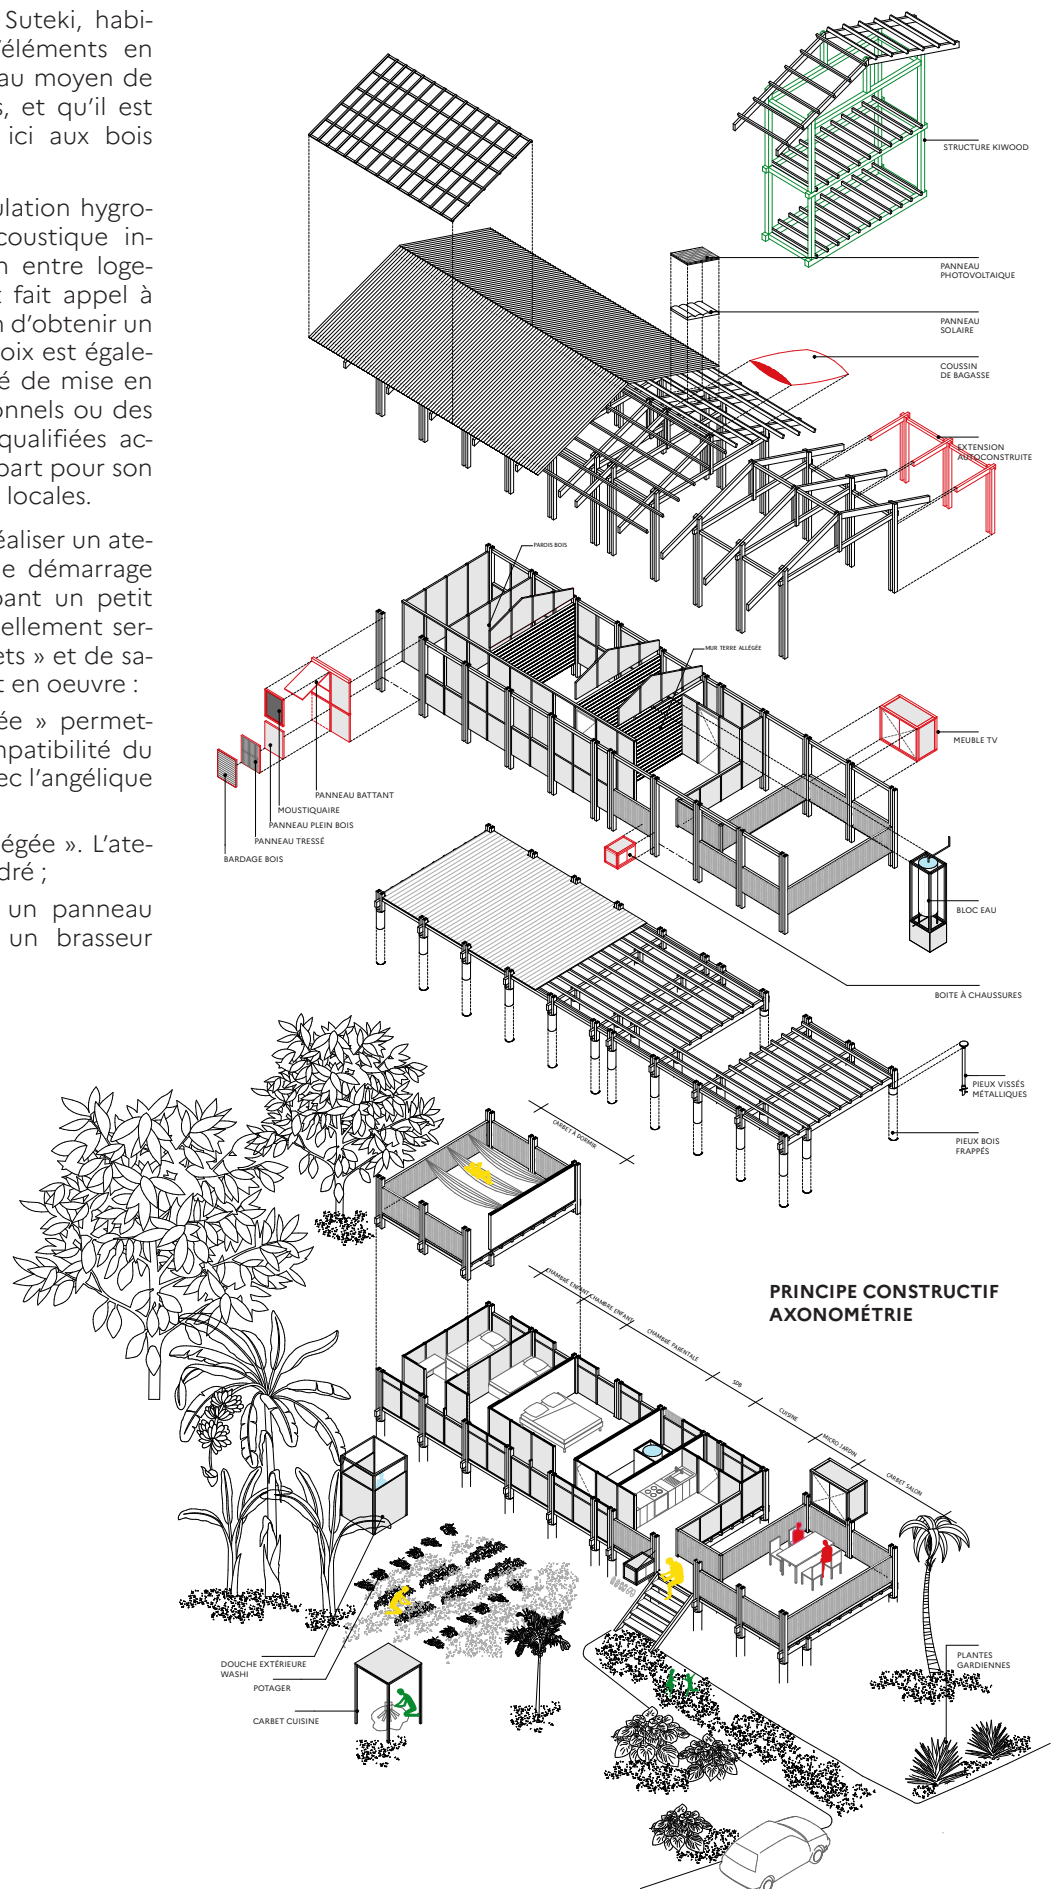 Suteki, habi-
’éléments en
au moyen de
s, et qu’il est
ici aux bois
ulation hygro-
coustique in-
n entre loge-
t fait appel à
n d’obtenir un
oix est égale-
é de mise en
onnels ou des
qualifiées ac-
part pour son
locales.
éaliser un ate-
e démarrage
pant un petit
ellement ser-
ets » et de sa-
t en oeuvre :
ée » permet-
mpatibilité du
ec l’angélique
égée ». L’ate-
dré ;
un panneau
un brasseur
STRUCTURE KIWOOD
PANNEAU
PHOTOVOLTAIQUE
PANNEAU
SOLAIRE
COUSSIN
DE BAGASSE
EXTENSION
AUTOCONSTRUITE
PAROIS BOIS
MUR TERRE ALLÉGÉE
MEUBLE TV
PANNEAU BATTANT
MOUSTIQUAIRE
PANNEAU PLEIN BOIS
PANNEAU TRESSÉ
BARDAGE BOIS
BLOC EAU
BOITE À CHAUSSURES
PIEUX VISSÉS
MÉTALLIQUES
PIEUX BOIS
FRAPPÉS
CARBET À DORMIR
PRINCIPE CONSTRUCTIF
AXONOMÉTRIE
CHAMBRE ENFANT
CHAMBRE ENFANT
CHAMBRE PARENTALE
SDB
CUISINE
MICRO JARDIN
CARBET SALON
DOUCHE EXTÉRIEURE
WASHI
POTAGER
CARBET CUISINE
PLANTES
GARDIENNES